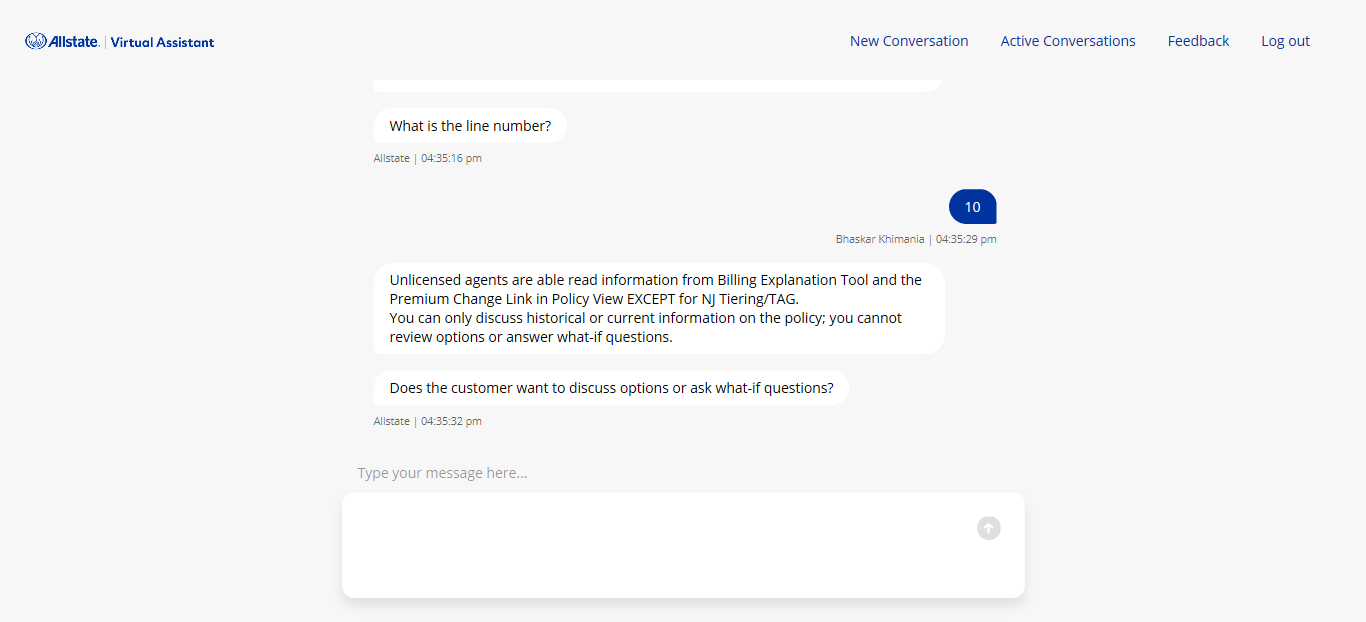 Allstate. | Virtual Assistant
New Conversation Active Conversations Feedback Log out
What is the line number?
Allstate | 04:35:16 pm
10
Bhaskar Khimania | 04:35:29 pm
Unlicensed agents are able read information from Billing Explanation Tool and the
Premium Change Link in Policy View EXCEPT for NJ Tiering/TAG.
You can only discuss historical or current information on the policy; you cannot
review options or answer what-if questions.
Does the customer want to discuss options or ask what-if questions?
Allstate | 04:35:32 pm
Type your message here...